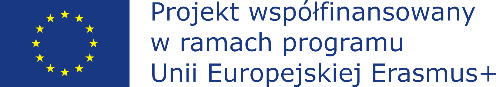 Projekt współfinansowany
w ramach programu
Unii Europejskiej Erasmus+